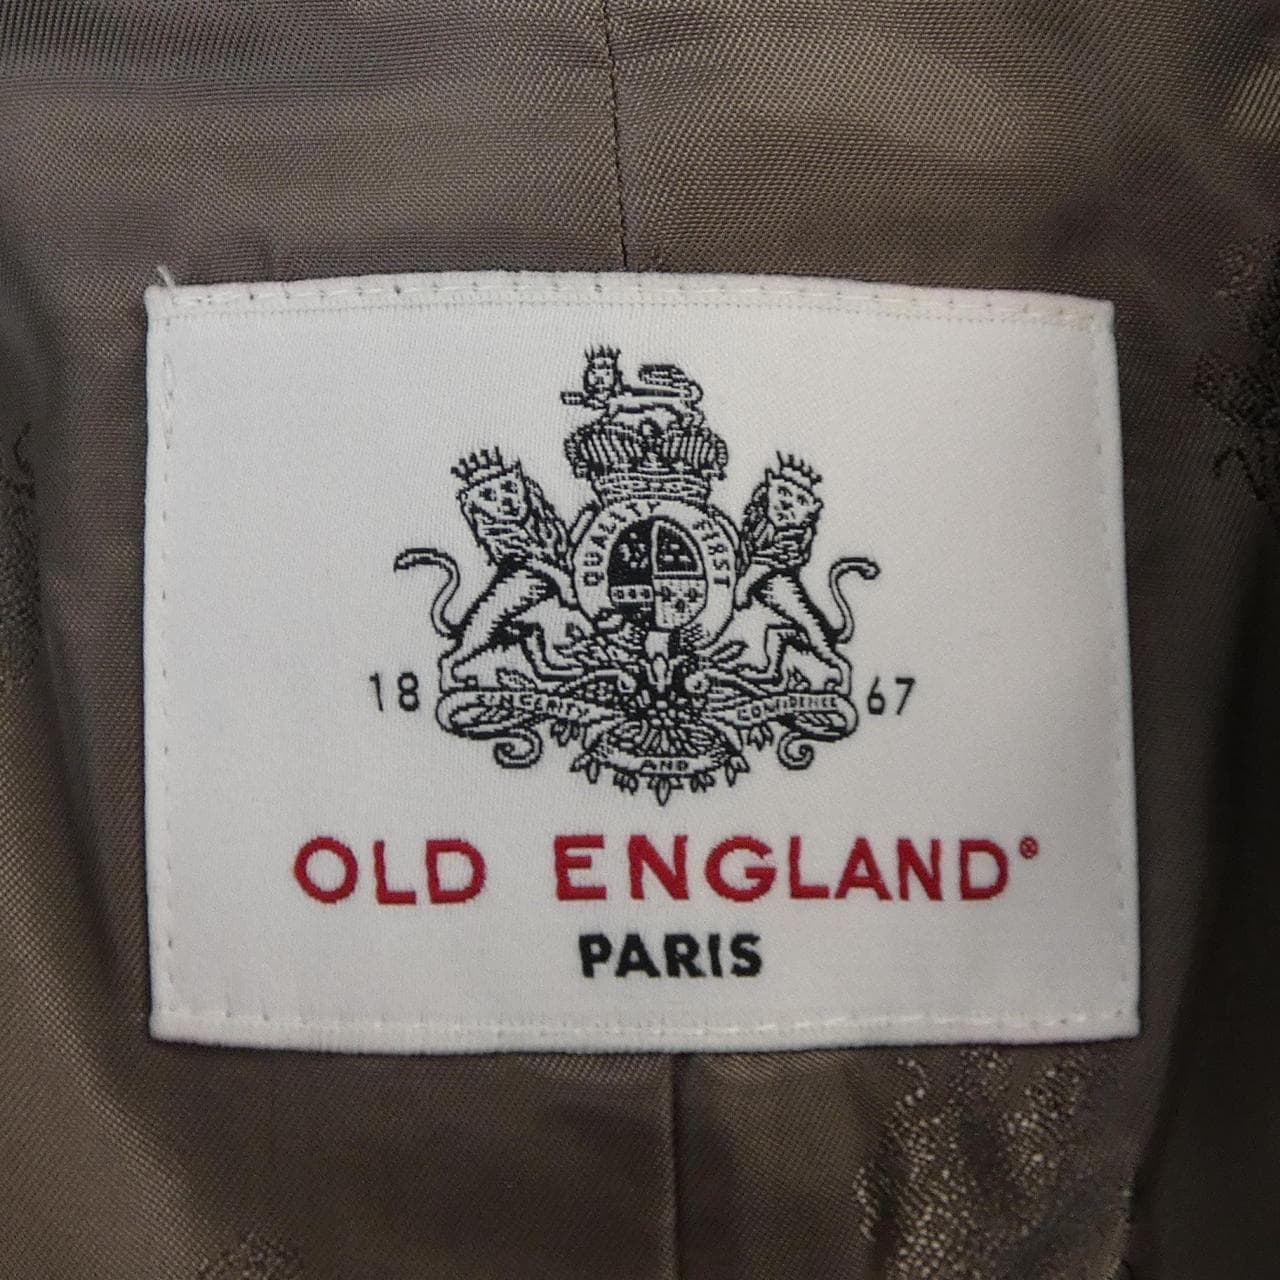 QUALITY FIRST
18 67
SINCERITY AND CONFIDENCE
OLD ENGLAND®
PARIS